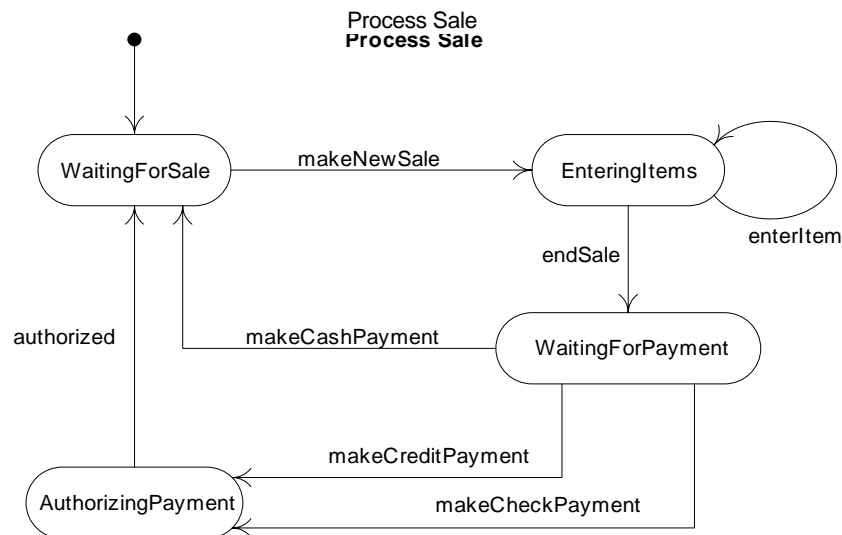 Process Sale
Process Sale
WaitingForSale
makeNewSale
EnteringItems
enterItem
endSale
authorized
makeCashPayment
WaitingForPayment
makeCreditPayment
AuthorizingPayment
makeCheckPayment